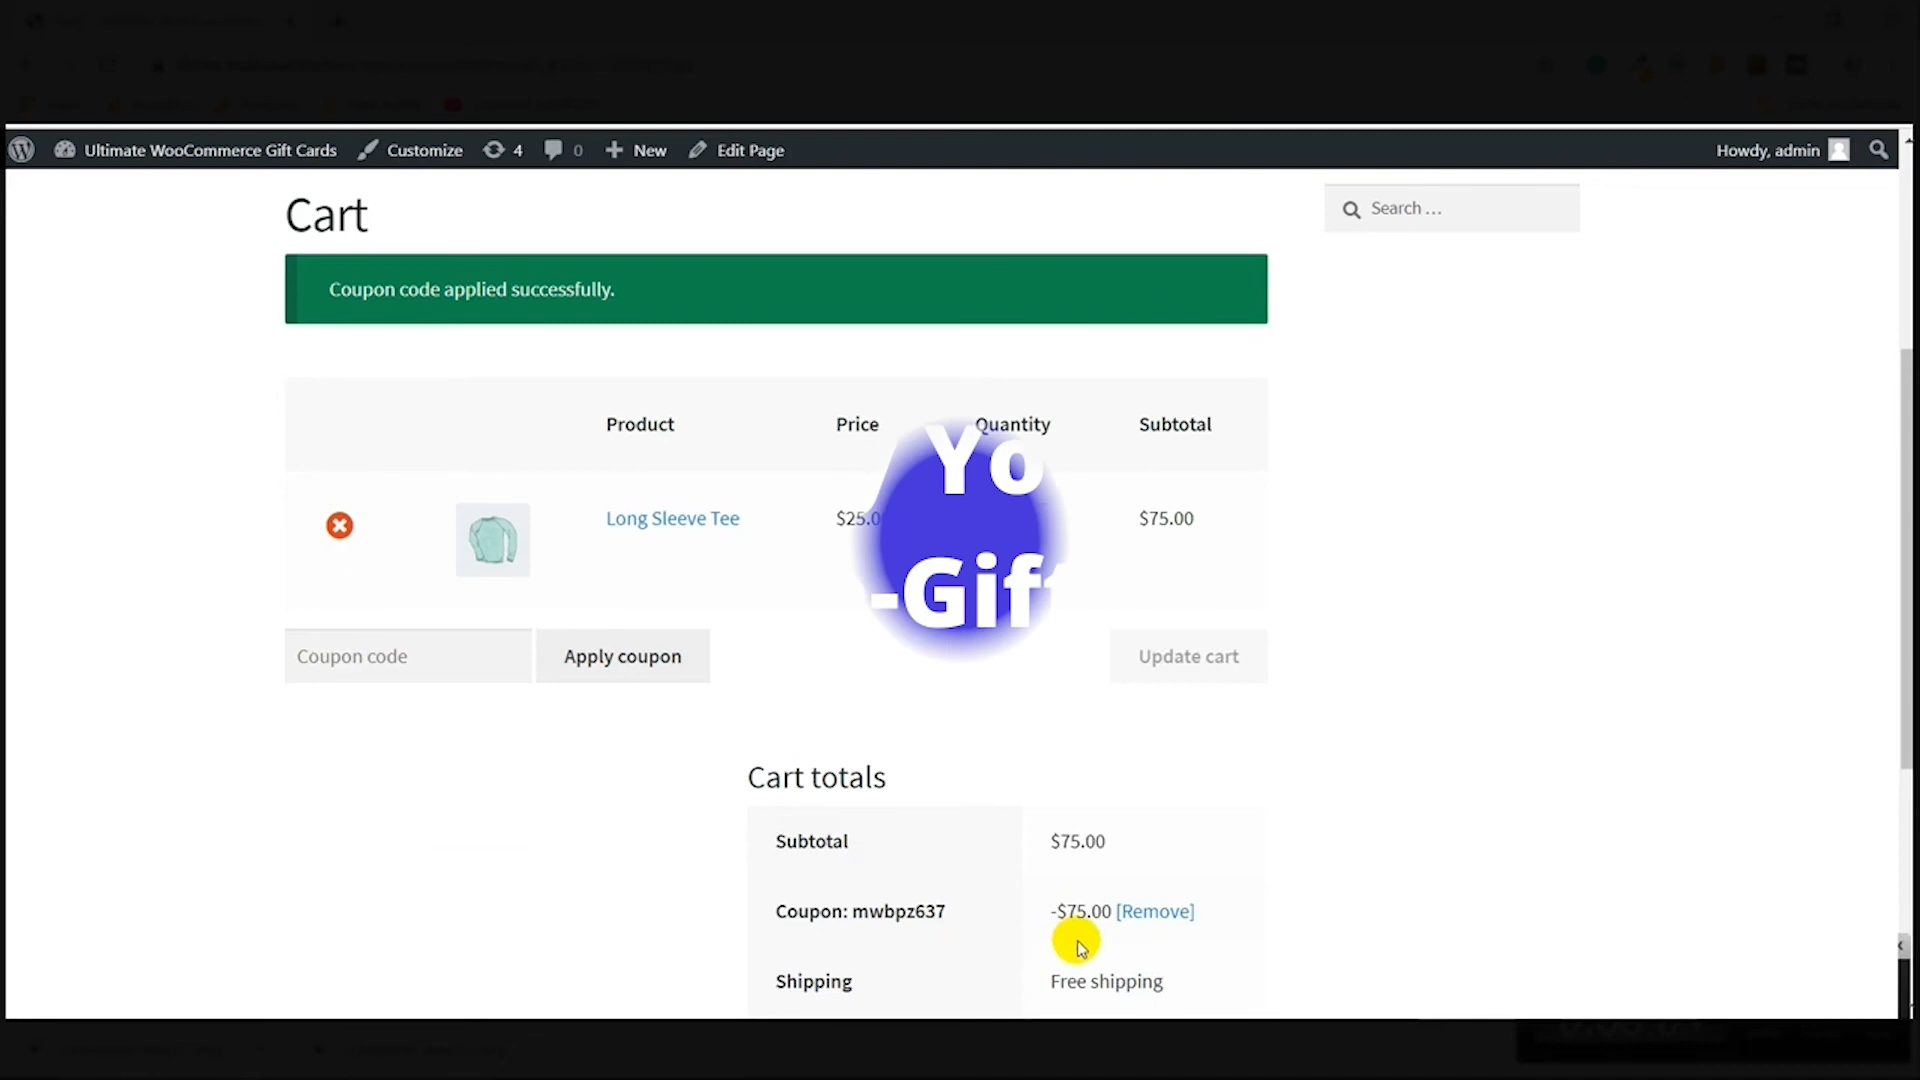 Ultimate WooCommerce Gift Cards Customize 4 0 New Edit Page Howdy, admin
Cart
Search ...
Coupon code applied successfully.
Product Price Quantity Subtotal
Yo
Long Sleeve Tee $25.0 $75.00
-Gif
Coupon code Apply coupon Update cart
Cart totals
Subtotal $75.00
Coupon: mwbpz637 -$75.00 [Remove]
Shipping Free shipping